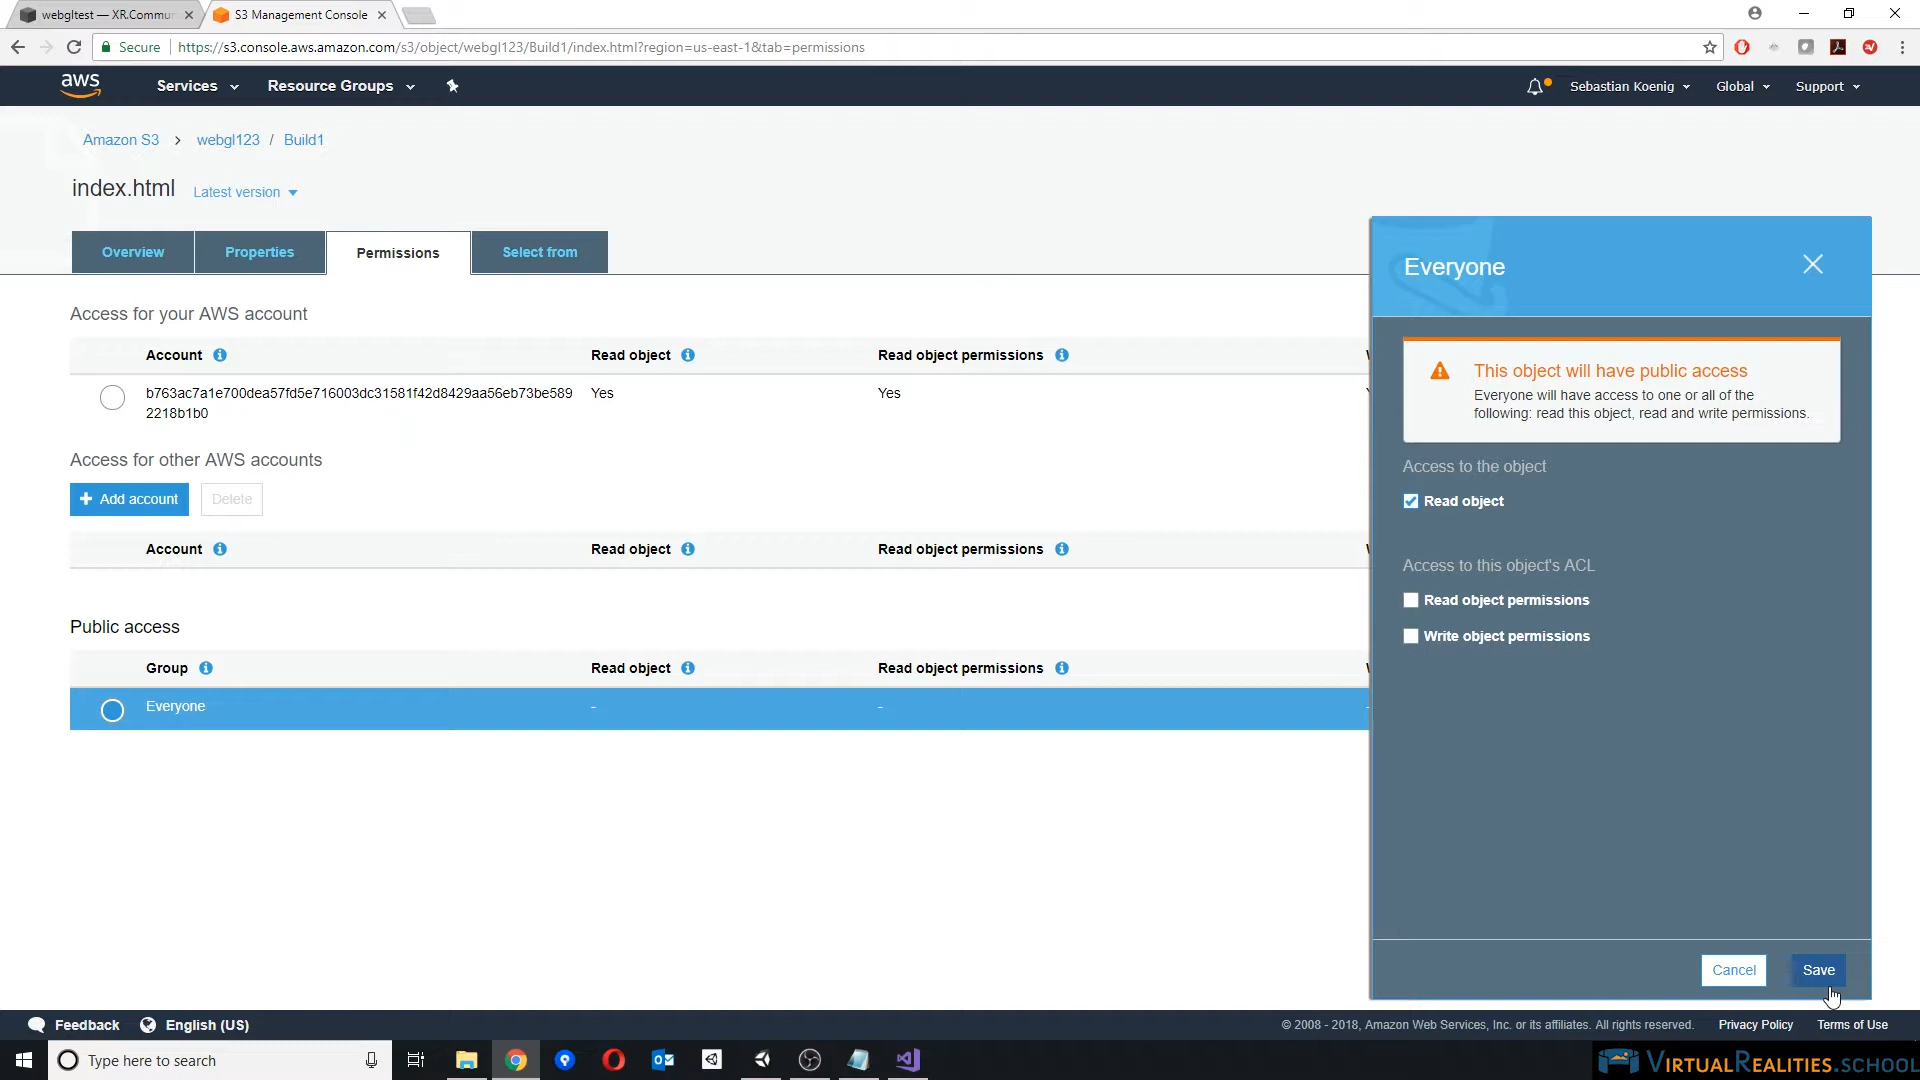 webgltest — XR.Commun
S3 Management Console
Secure
https://s3.console.aws.amazon.com/s3/object/webgl123/Build1/index.html?region=us-east-1&tab=permissions
aws
Services
Resource Groups
Sebastian Koenig
Global
Support
Amazon S3 > webgl123 / Build1
index.html
Latest version
Overview
Properties
Permissions
Select from
Access for your AWS account
Account
Read object
Read object permissions
b763ac7a1e700dea57fd5e716003dc31581f42d8429aa56eb73be589
2218b1b0
Yes
Yes
Access for other AWS accounts
+ Add account
Delete
Account
Read object
Read object permissions
Public access
Group
Read object
Read object permissions
Everyone
-
-
Everyone
This object will have public access
Everyone will have access to one or all of the
following: read this object, read and write permissions.
Access to the object
Read object
Access to this object's ACL
Read object permissions
Write object permissions
Cancel
Save
Feedback
English (US)
© 2008 - 2018, Amazon Web Services, Inc. or its affiliates. All rights reserved.
Privacy Policy
Terms of Use
Type here to search
VIRTUALREALITIES.SCHOOL